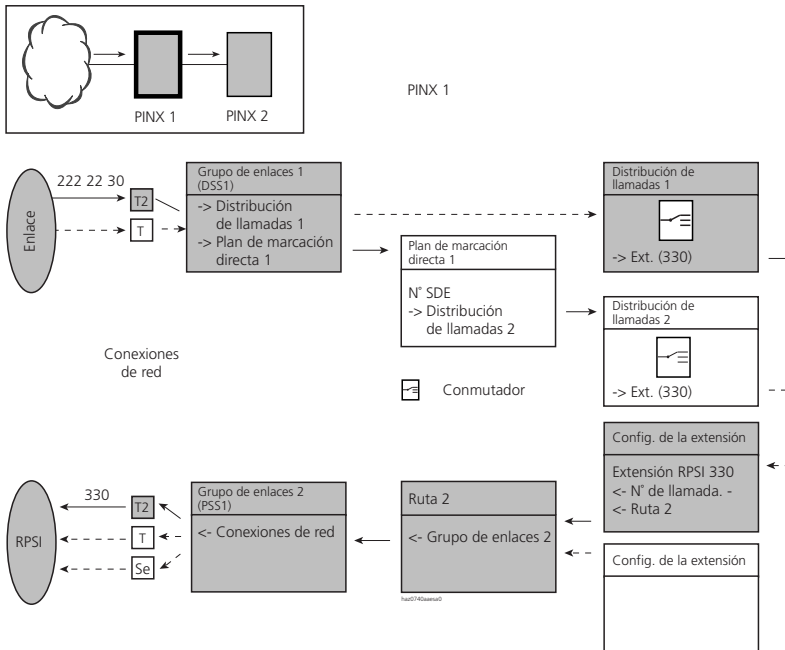 PINX 1
PINX 2
PINX 1
222 22 30
Enlace
T2
T
Grupo de enlaces 1
(DSS1)
-> Distribución
de llamadas 1
-> Plan de marcación
directa 1
Plan de marcación
directa 1
N° SDE
-> Distribución
de llamadas 2
Distribución de
llamadas 1
-> Ext. (330)
Distribución de
llamadas 2
-> Ext. (330)
Conexiones
de red
Conmutador
Config. de la extensión
Extensión RPSI 330
<- N° de llamada. -
<- Ruta 2
Ruta 2
<- Grupo de enlaces 2
Grupo de enlaces 2
(PSS1)
<- Conexiones de red
330
RPSI
T2
T
Se
Config. de la extensión
haz0740aaesa0